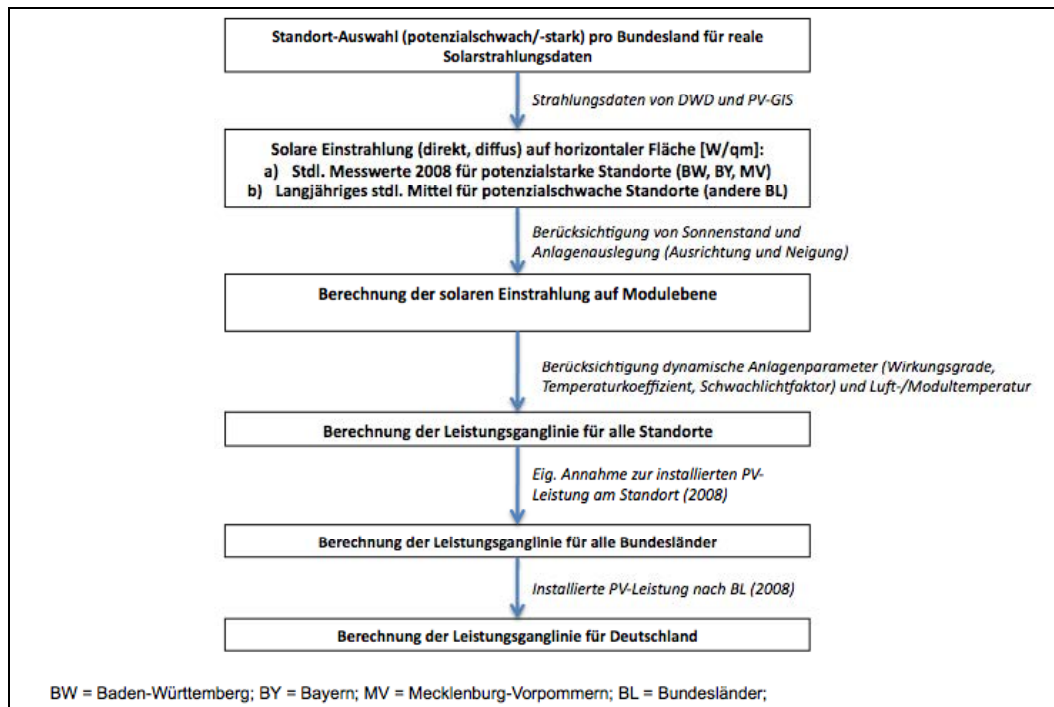 Standort-Auswahl (potenzialschwach/-stark) pro Bundesland für reale
Solarstrahlungsdaten
Strahlungsdaten von DWD und PV-GIS
Solare Einstrahlung (direkt, diffus) auf horizontaler Fläche [W/qm]:
a) Stdl. Messwerte 2008 für potenzialstarke Standorte (BW, BY, MV)
b) Langjähriges stdl. Mittel für potenzialschwache Standorte (andere BL)
Berücksichtigung von Sonnenstand und
Anlagenauslegung (Ausrichtung und Neigung)
Berechnung der solaren Einstrahlung auf Modulebene
Berücksichtigung dynamische Anlagenparameter (Wirkungsgrade,
Temperaturkoeffizient, Schwachlichtfaktor) und Luft-/Modultemperatur
Berechnung der Leistungsganglinie für alle Standorte
Eig. Annahme zur installierten PV-
Leistung am Standort (2008)
Berechnung der Leistungsganglinie für alle Bundesländer
Installierte PV-Leistung nach BL (2008)
Berechnung der Leistungsganglinie für Deutschland
BW = Baden-Württemberg; BY = Bayern; MV = Mecklenburg-Vorpommern; BL = Bundesländer;